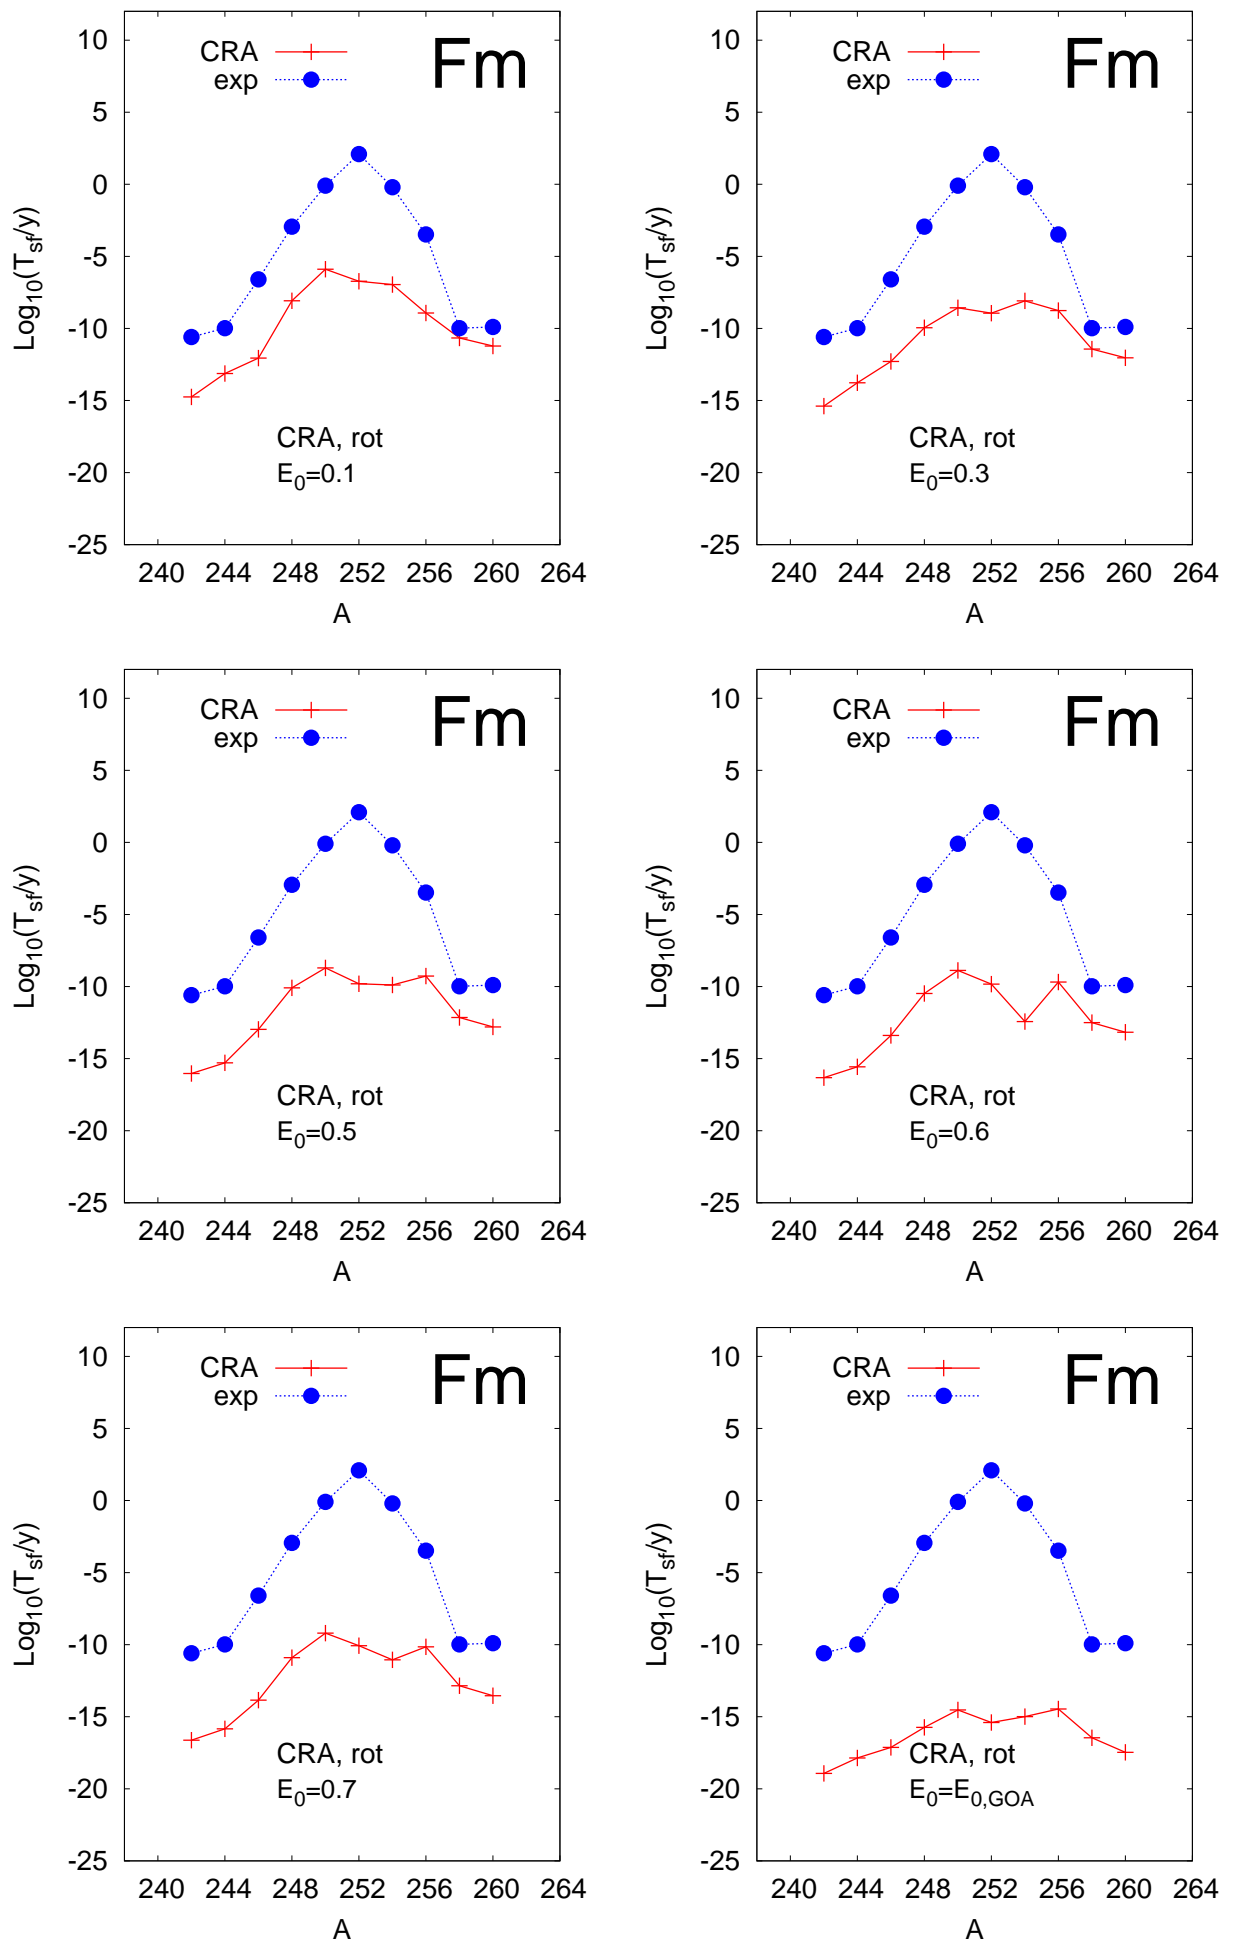 10
5
0
-5
-10
-15
-20
-25
240 244 248 252 256 260 264
Log10(Tsf/y)
A
CRA
exp
Fm
CRA, rot
E0=0.1
10
5
0
-5
-10
-15
-20
-25
240 244 248 252 256 260 264
Log10(Tsf/y)
A
CRA
exp
Fm
CRA, rot
E0=0.3
10
5
0
-5
-10
-15
-20
-25
240 244 248 252 256 260 264
Log10(Tsf/y)
A
CRA
exp
Fm
CRA, rot
E0=0.5
10
5
0
-5
-10
-15
-20
-25
240 244 248 252 256 260 264
Log10(Tsf/y)
A
CRA
exp
Fm
CRA, rot
E0=0.6
10
5
0
-5
-10
-15
-20
-25
240 244 248 252 256 260 264
Log10(Tsf/y)
A
CRA
exp
Fm
CRA, rot
E0=0.7
10
5
0
-5
-10
-15
-20
-25
240 244 248 252 256 260 264
Log10(Tsf/y)
A
CRA
exp
Fm
CRA, rot
E0=E0,GOA